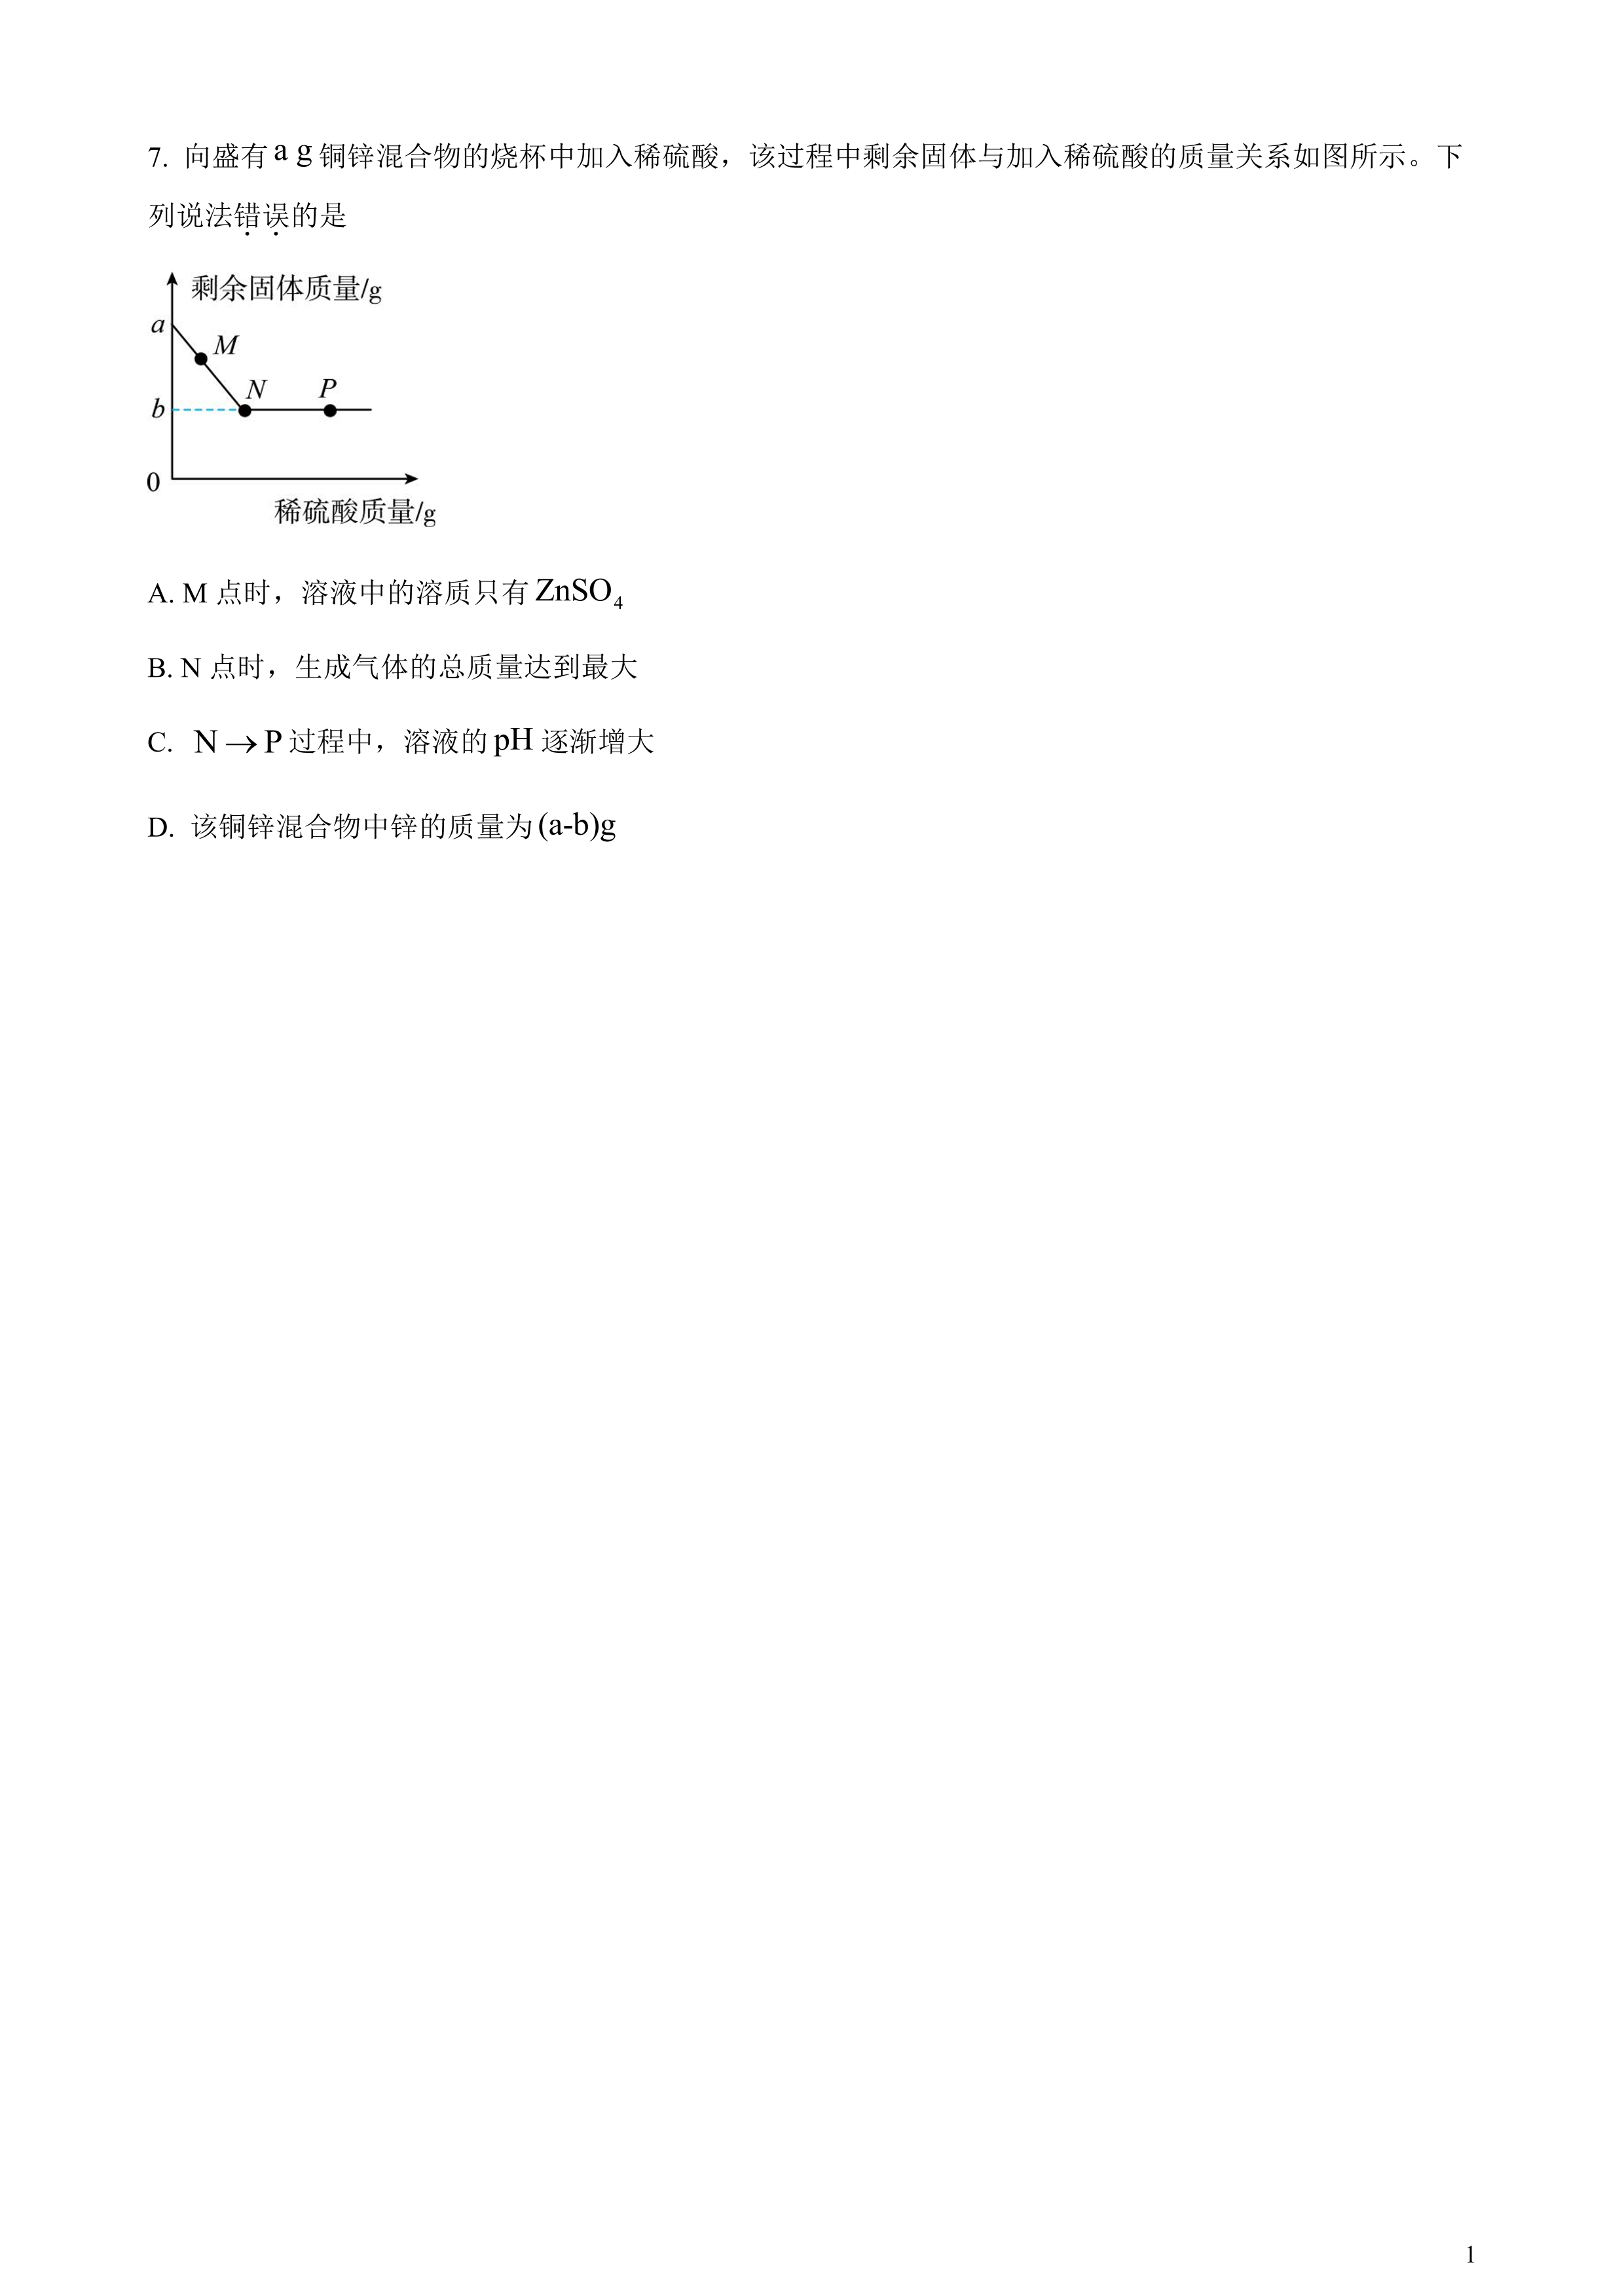 7. 向盛有 a g 铜锌混合物的烧杯中加入稀硫酸，该过程中剩余固体与加入稀硫酸的质量关系如图所示。下
列说法错误的是
剩余固体质量/g
a
M
N
P
b
0
稀硫酸质量/g
A. M 点时，溶液中的溶质只有 ZnSO₄
B. N 点时，生成气体的总质量达到最大
C. N→P 过程中，溶液的 pH 逐渐增大
D. 该铜锌混合物中锌的质量为 (a-b)g
1